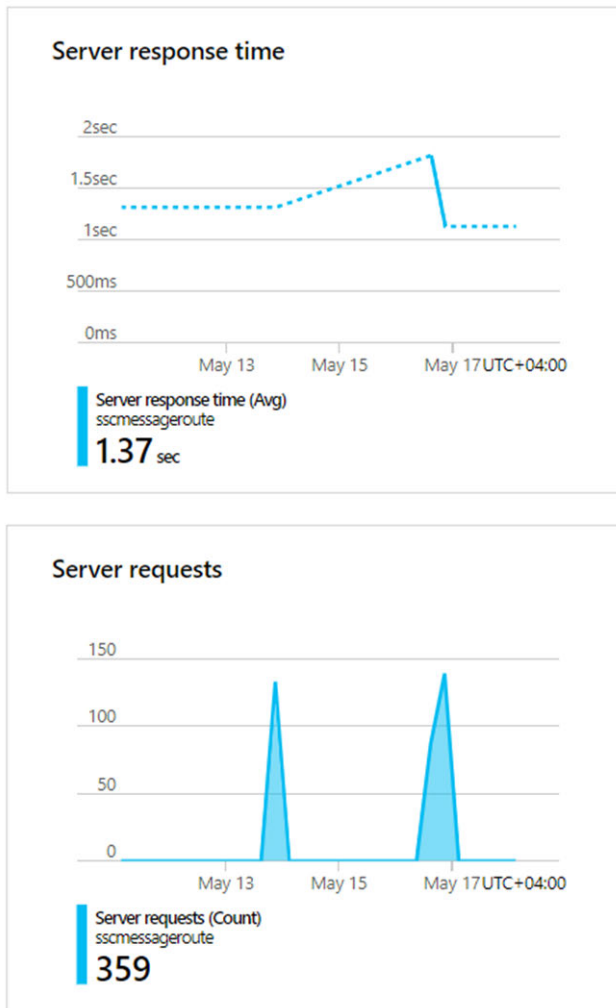 Server response time
2sec
1.5sec
1sec
500ms
0ms
May 13 May 15 May 17 UTC+04:00
Server response time (Avg)
sscmessageroute
1.37 sec
Server requests
150
100
50
0
May 13 May 15 May 17 UTC+04:00
Server requests (Count)
sscmessageroute
359